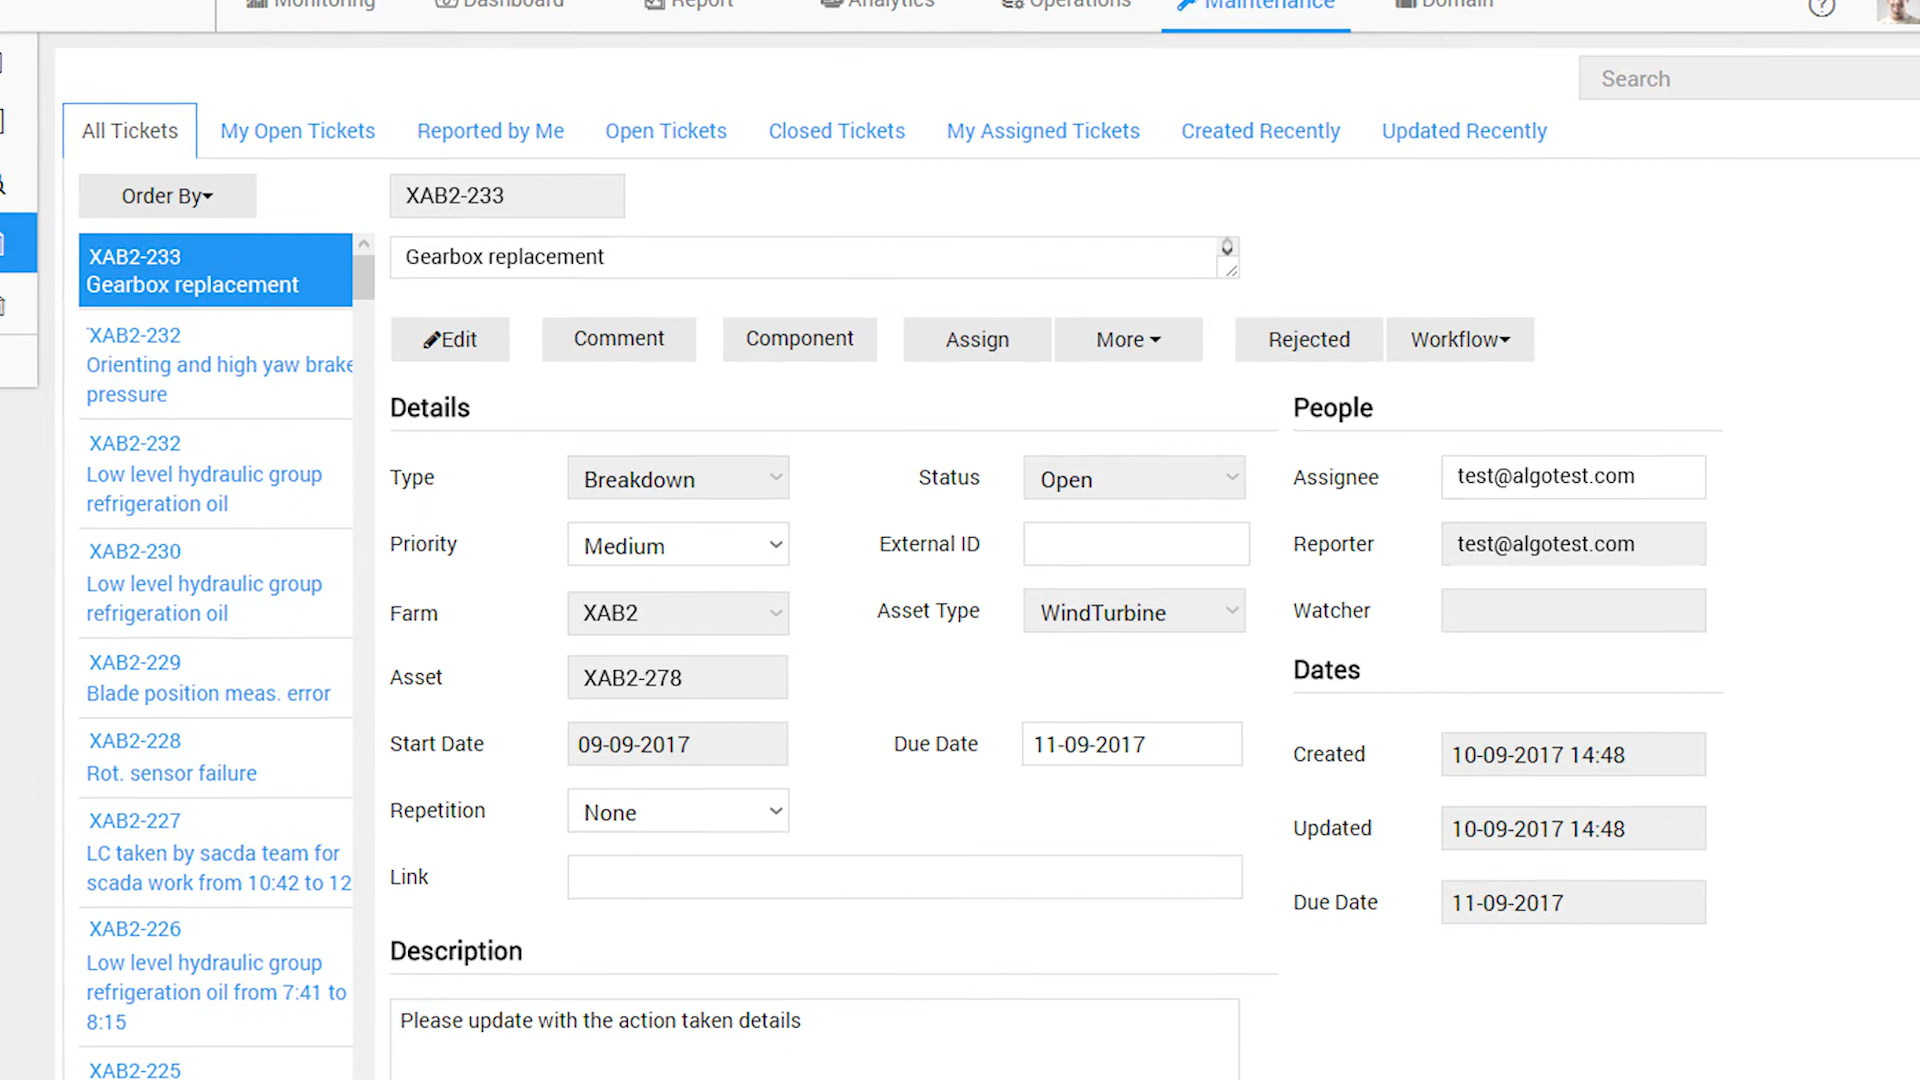 Monitoring Dashboard Report Analytics Operations Maintenance Domain
Search
All Tickets My Open Tickets Reported by Me Open Tickets Closed Tickets My Assigned Tickets Created Recently Updated Recently
Order By
XAB2-233
XAB2-233
Gearbox replacement
Gearbox replacement
XAB2-232
Orienting and high yaw brake
pressure
XAB2-232
Low level hydraulic group
refrigeration oil
XAB2-230
Low level hydraulic group
refrigeration oil
XAB2-229
Blade position meas. error
XAB2-228
Rot. sensor failure
XAB2-227
LC taken by sacda team for
scada work from 10:42 to 12
XAB2-226
Low level hydraulic group
refrigeration oil from 7:41 to
8:15
XAB2-225
Edit Comment Component Assign More Rejected Workflow
Details
Type Breakdown Status Open
Priority Medium External ID
Farm XAB2 Asset Type WindTurbine
Asset XAB2-278
Start Date 09-09-2017 Due Date 11-09-2017
Repetition None
Link
Description
Please update with the action taken details
People
Assignee test@algotest.com
Reporter test@algotest.com
Watcher
Dates
Created 10-09-2017 14:48
Updated 10-09-2017 14:48
Due Date 11-09-2017